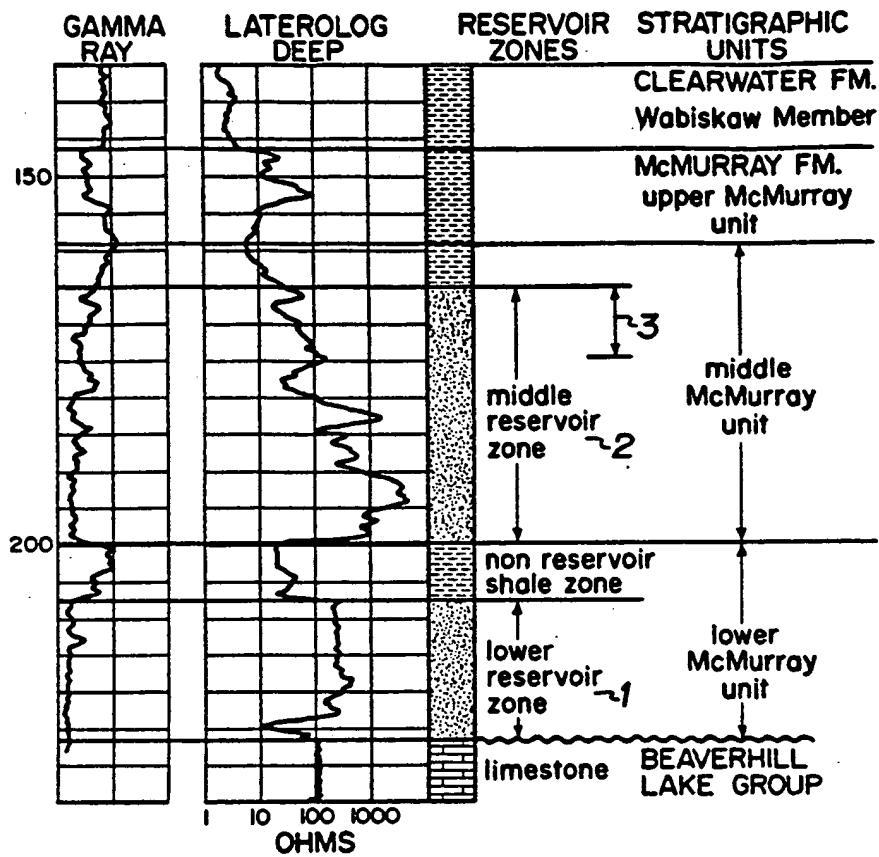 GAMMA
RAY
LATEROLOG
DEEP
RESERVOIR
ZONES
STRATIGRAPHIC
UNITS
CLEARWATER FM.
Wabiskaw Member
150
McMURRAY FM.
upper McMurray
unit
3
middle
reservoir
zone
2
middle
McMurray
unit
200
non reservoir
shale zone
lower
reservoir
zone
1
lower
McMurray
unit
limestone
BEAVERHILL
LAKE GROUP
1 10 100 1000
OHMS